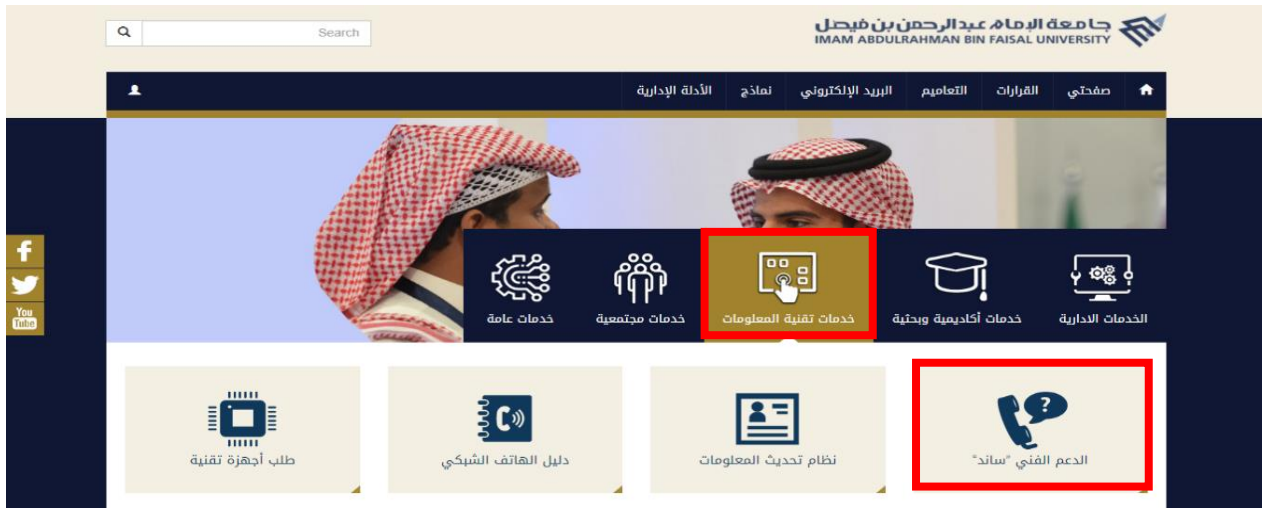 جامعة الإمام عبدالرحمن بن فيصل
IMAM ABDULRAHMAN BIN FAISAL UNIVERSITY
Search
صفحتي
القرارات
التعاميم
البريد الإلكتروني
نماذج
الأدلة الإدارية
الخدمات الادارية
خدمات أكاديمية وبحثية
خدمات تقنية المعلومات
خدمات مجتمعية
خدمات عامة
You
Tube
الدعم الفني "ساند"
نظام تحديث المعلومات
دليل الهاتف الشبكي
طلب أجهزة تقنية